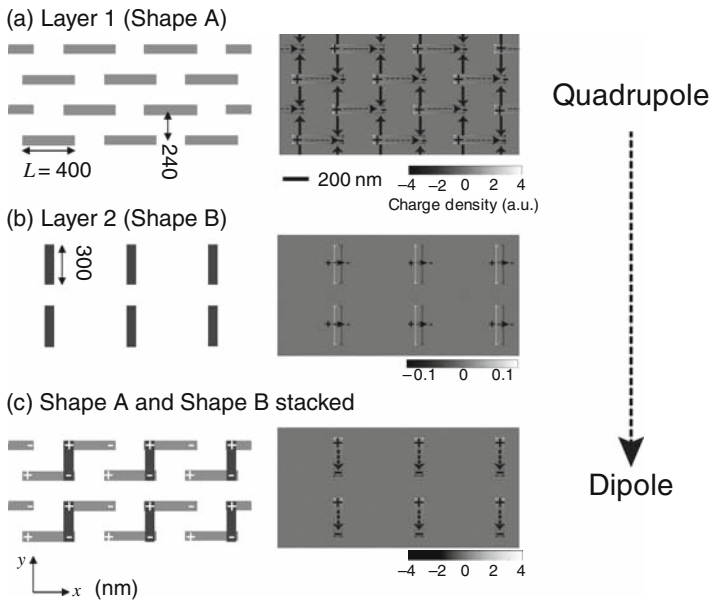 (a) Layer 1 (Shape A)
L = 400
240
200 nm
−4 −2 0 2 4
Charge density (a.u.)
Quadrupole
(b) Layer 2 (Shape B)
300
−0.1 0 0.1
(c) Shape A and Shape B stacked
−4 −2 0 2 4
Dipole
y
x (nm)